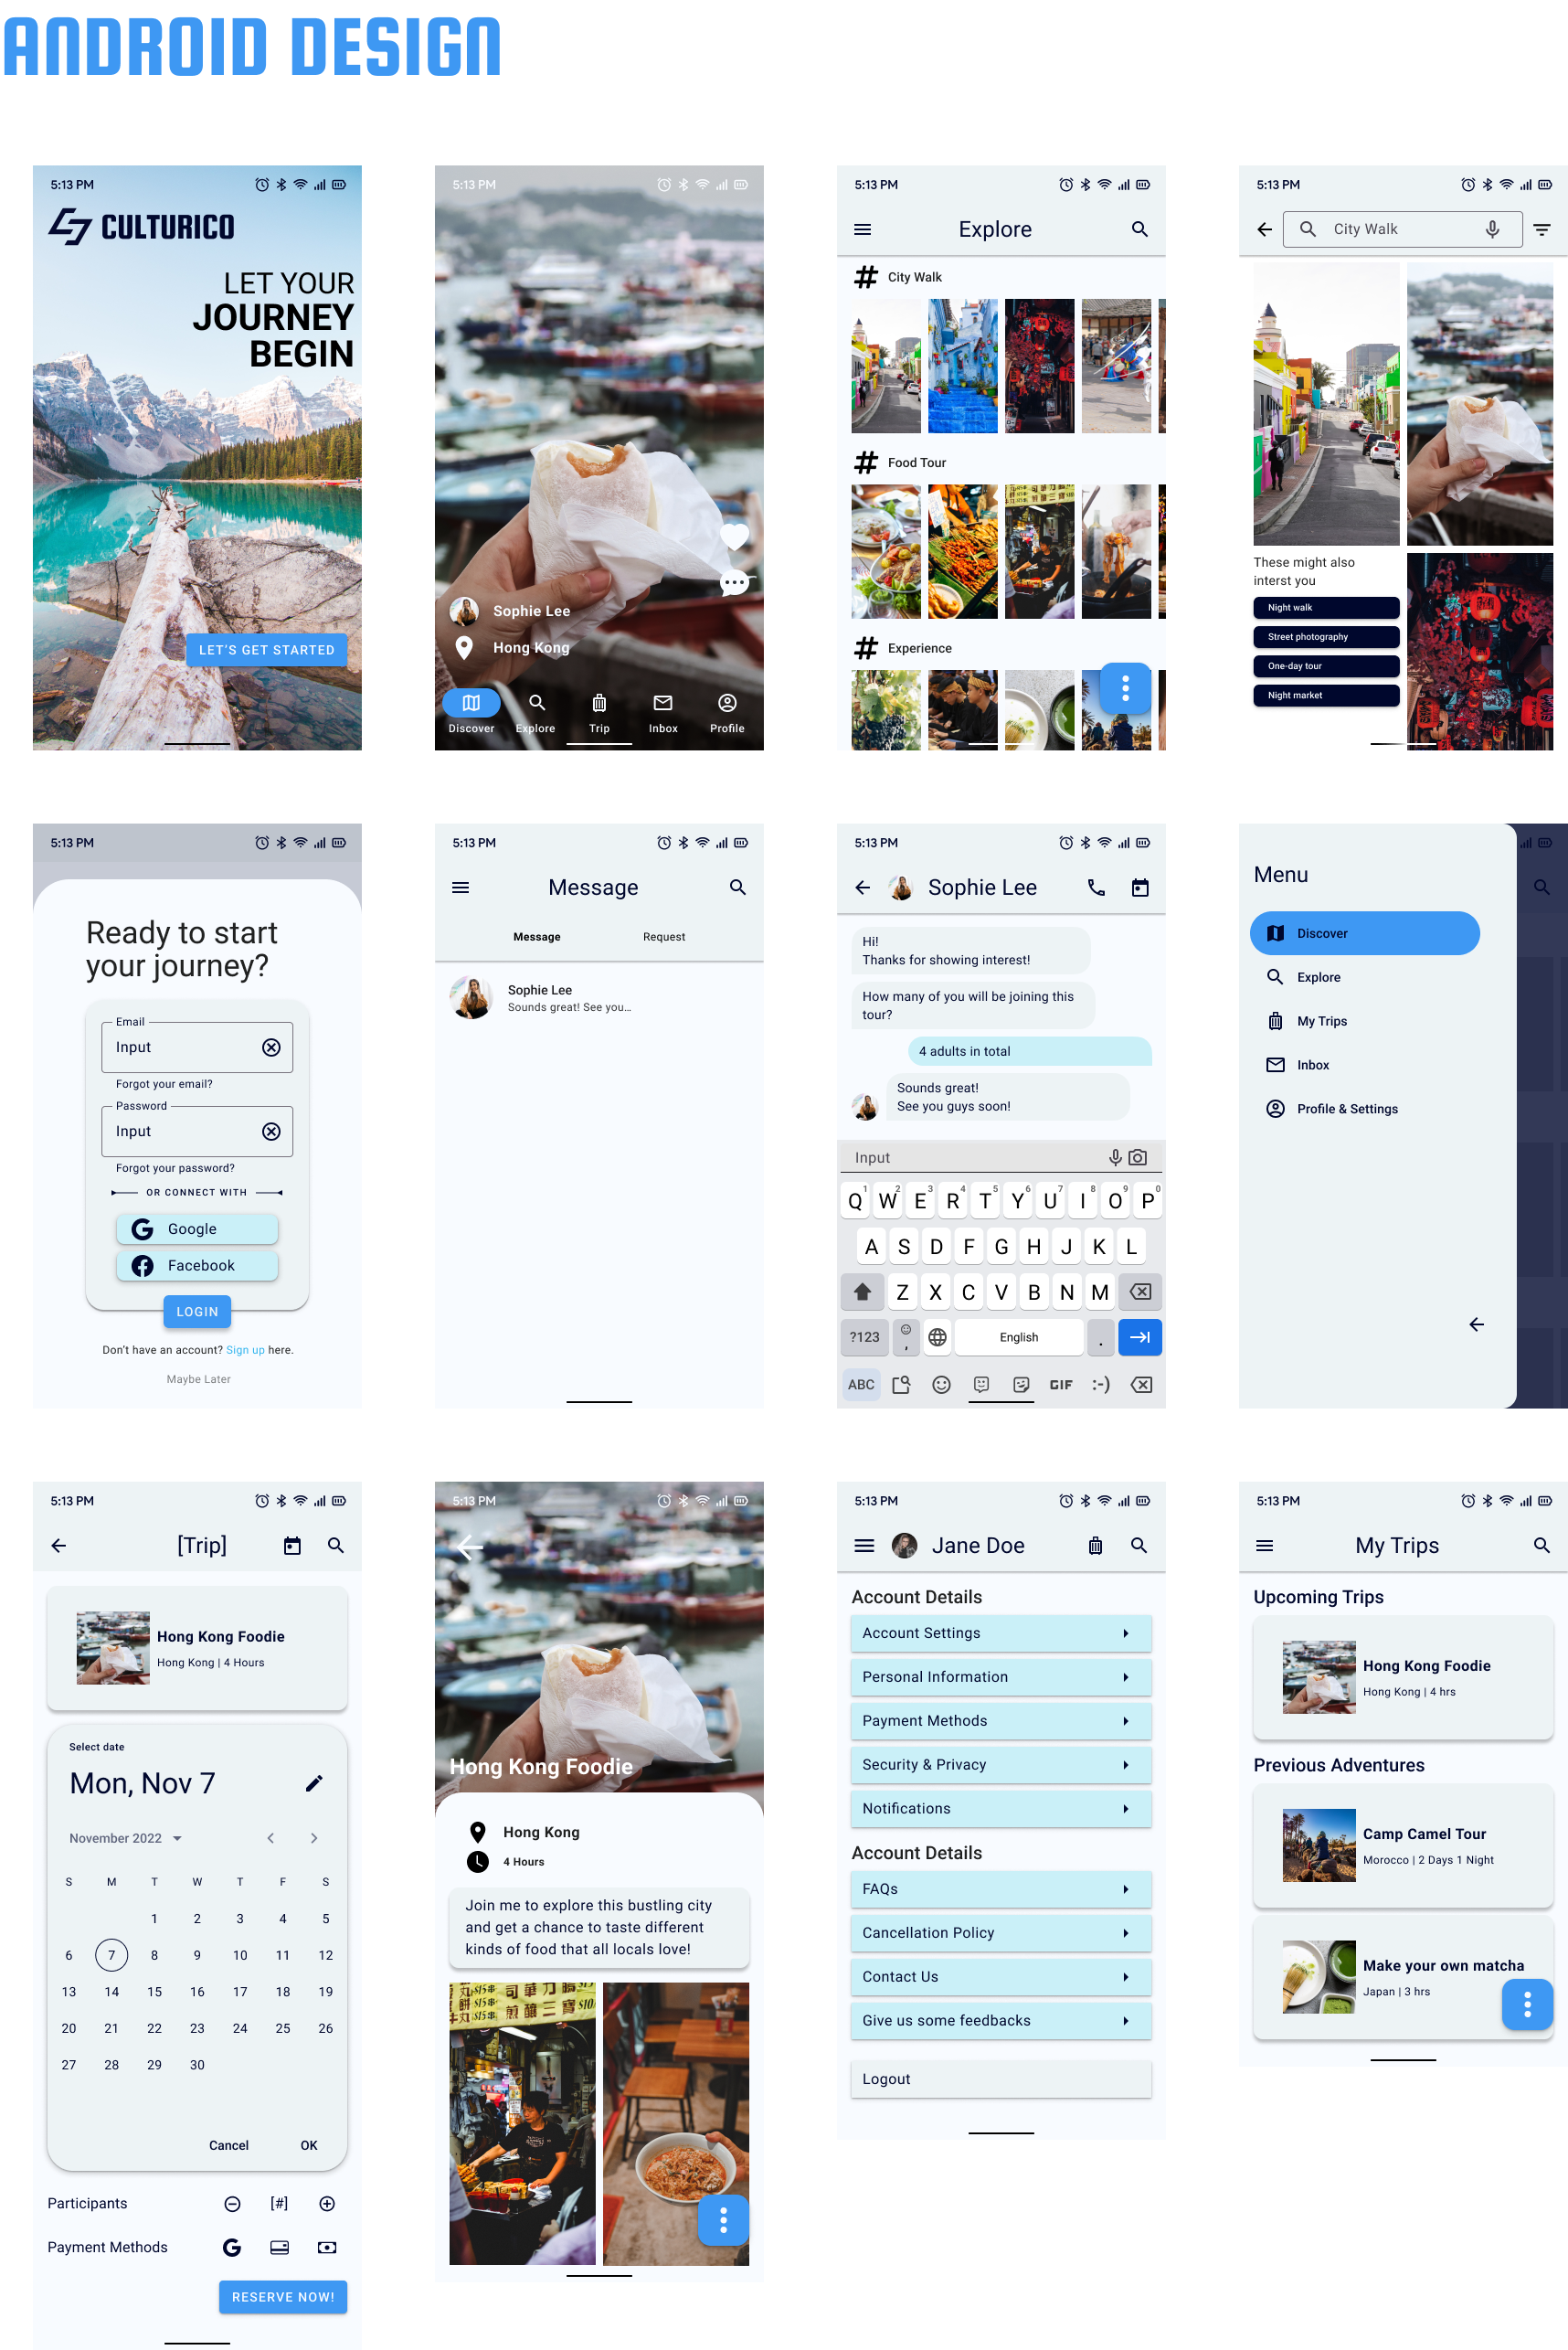 ANDROID DESIGN
5:13 PM
CULTURICO
LET YOUR
JOURNEY
BEGIN
LET'S GET STARTED
5:13 PM
Sophie Lee
Hong Kong
Discover Explore Trip Inbox Profile
5:13 PM
Explore
# City Walk
# Food Tour
# Experience
5:13 PM
City Walk
These might also
interst you
Night walk
Street photography
One-day tour
Night market
5:13 PM
Ready to start
your journey?
Email
Input
Forgot your email?
Password
Input
Forgot your password?
OR CONNECT WITH
Google
Facebook
LOGIN
Don't have an account? Sign up here.
Maybe Later
5:13 PM
Message
Message Request
Sophie Lee
Sounds great! See you...
5:13 PM
Sophie Lee
Hi!
Thanks for showing interest!
How many of you will be joining this
tour?
4 adults in total
Sounds great!
See you guys soon!
Input
Q1 W2 E3 R4 T5 Y6 U7 I8 O9 P0
A S D F G H J K L
Z X C V B N M
?123 , English .
ABC GIF :-)
Menu
Discover
Explore
My Trips
Inbox
Profile & Settings
5:13 PM
[Trip]
Hong Kong Foodie
Hong Kong | 4 Hours
Select date
Mon, Nov 7
November 2022
S M T W T F S
1 2 3 4 5
6 7 8 9 10 11 12
13 14 15 16 17 18 19
20 21 22 23 24 25 26
27 28 29 30
Cancel OK
Participants [#]
Payment Methods
RESERVE NOW!
5:13 PM
Hong Kong Foodie
Hong Kong
4 Hours
Join me to explore this bustling city
and get a chance to taste different
kinds of food that all locals love!
5:13 PM
Jane Doe
Account Details
Account Settings
Personal Information
Payment Methods
Security & Privacy
Notifications
Account Details
FAQs
Cancellation Policy
Contact Us
Give us some feedbacks
Logout
5:13 PM
My Trips
Upcoming Trips
Hong Kong Foodie
Hong Kong | 4 hrs
Previous Adventures
Camp Camel Tour
Morocco | 2 Days 1 Night
Make your own matcha
Japan | 3 hrs